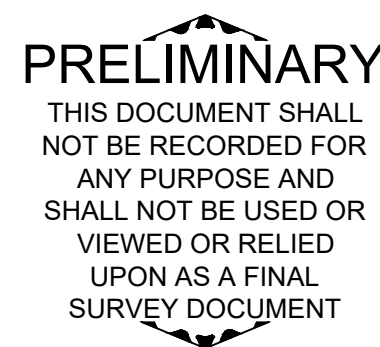 PRELIMINARY
THIS DOCUMENT SHALL
NOT BE RECORDED FOR
ANY PURPOSE AND
SHALL NOT BE USED OR
VIEWED OR RELIED
UPON AS A FINAL
SURVEY DOCUMENT